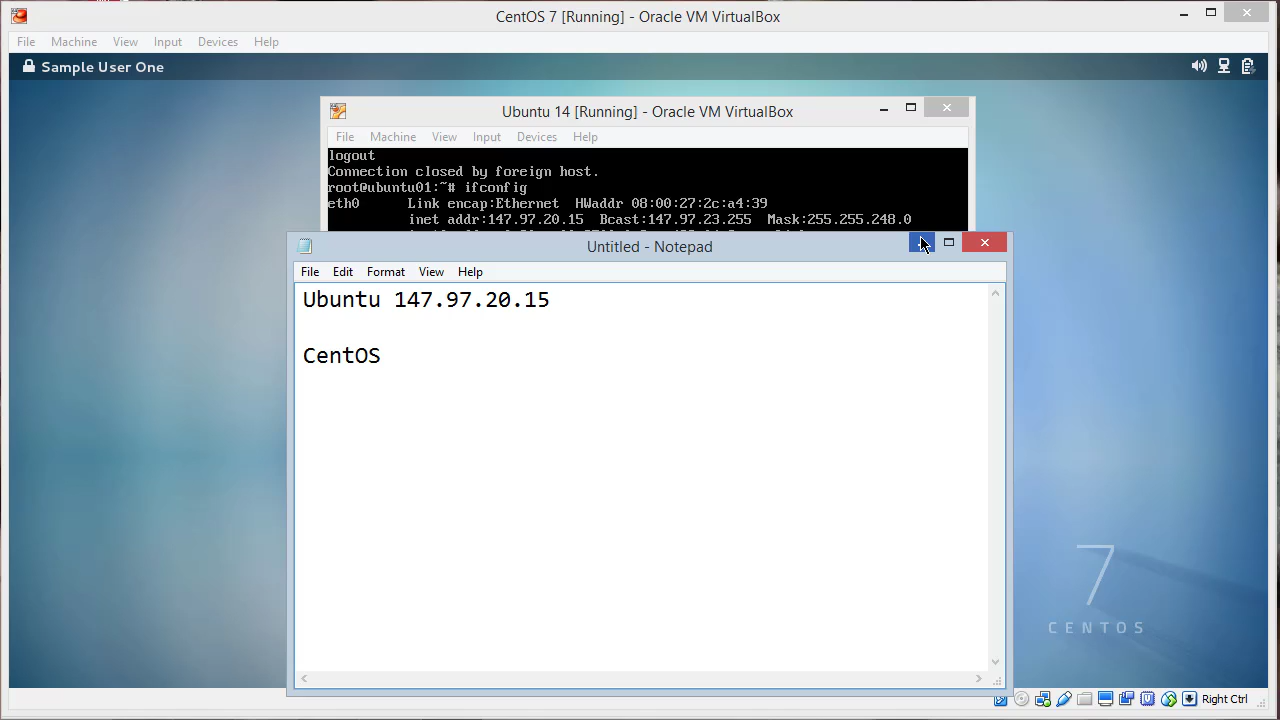 CentOS 7 [Running] - Oracle VM VirtualBox
File Machine View Input Devices Help
Sample User One
Ubuntu 14 [Running] - Oracle VM VirtualBox
File Machine View Input Devices Help
logout
Connection closed by foreign host.
root@ubuntu01:~# ifconfig
eth0 Link encap:Ethernet HWaddr 08:00:27:2c:a4:39
inet addr:147.97.20.15 Bcast:147.97.23.255 Mask:255.255.248.0
Untitled - Notepad
File Edit Format View Help
Ubuntu 147.97.20.15
CentOS
7
CENTOS
Right Ctrl